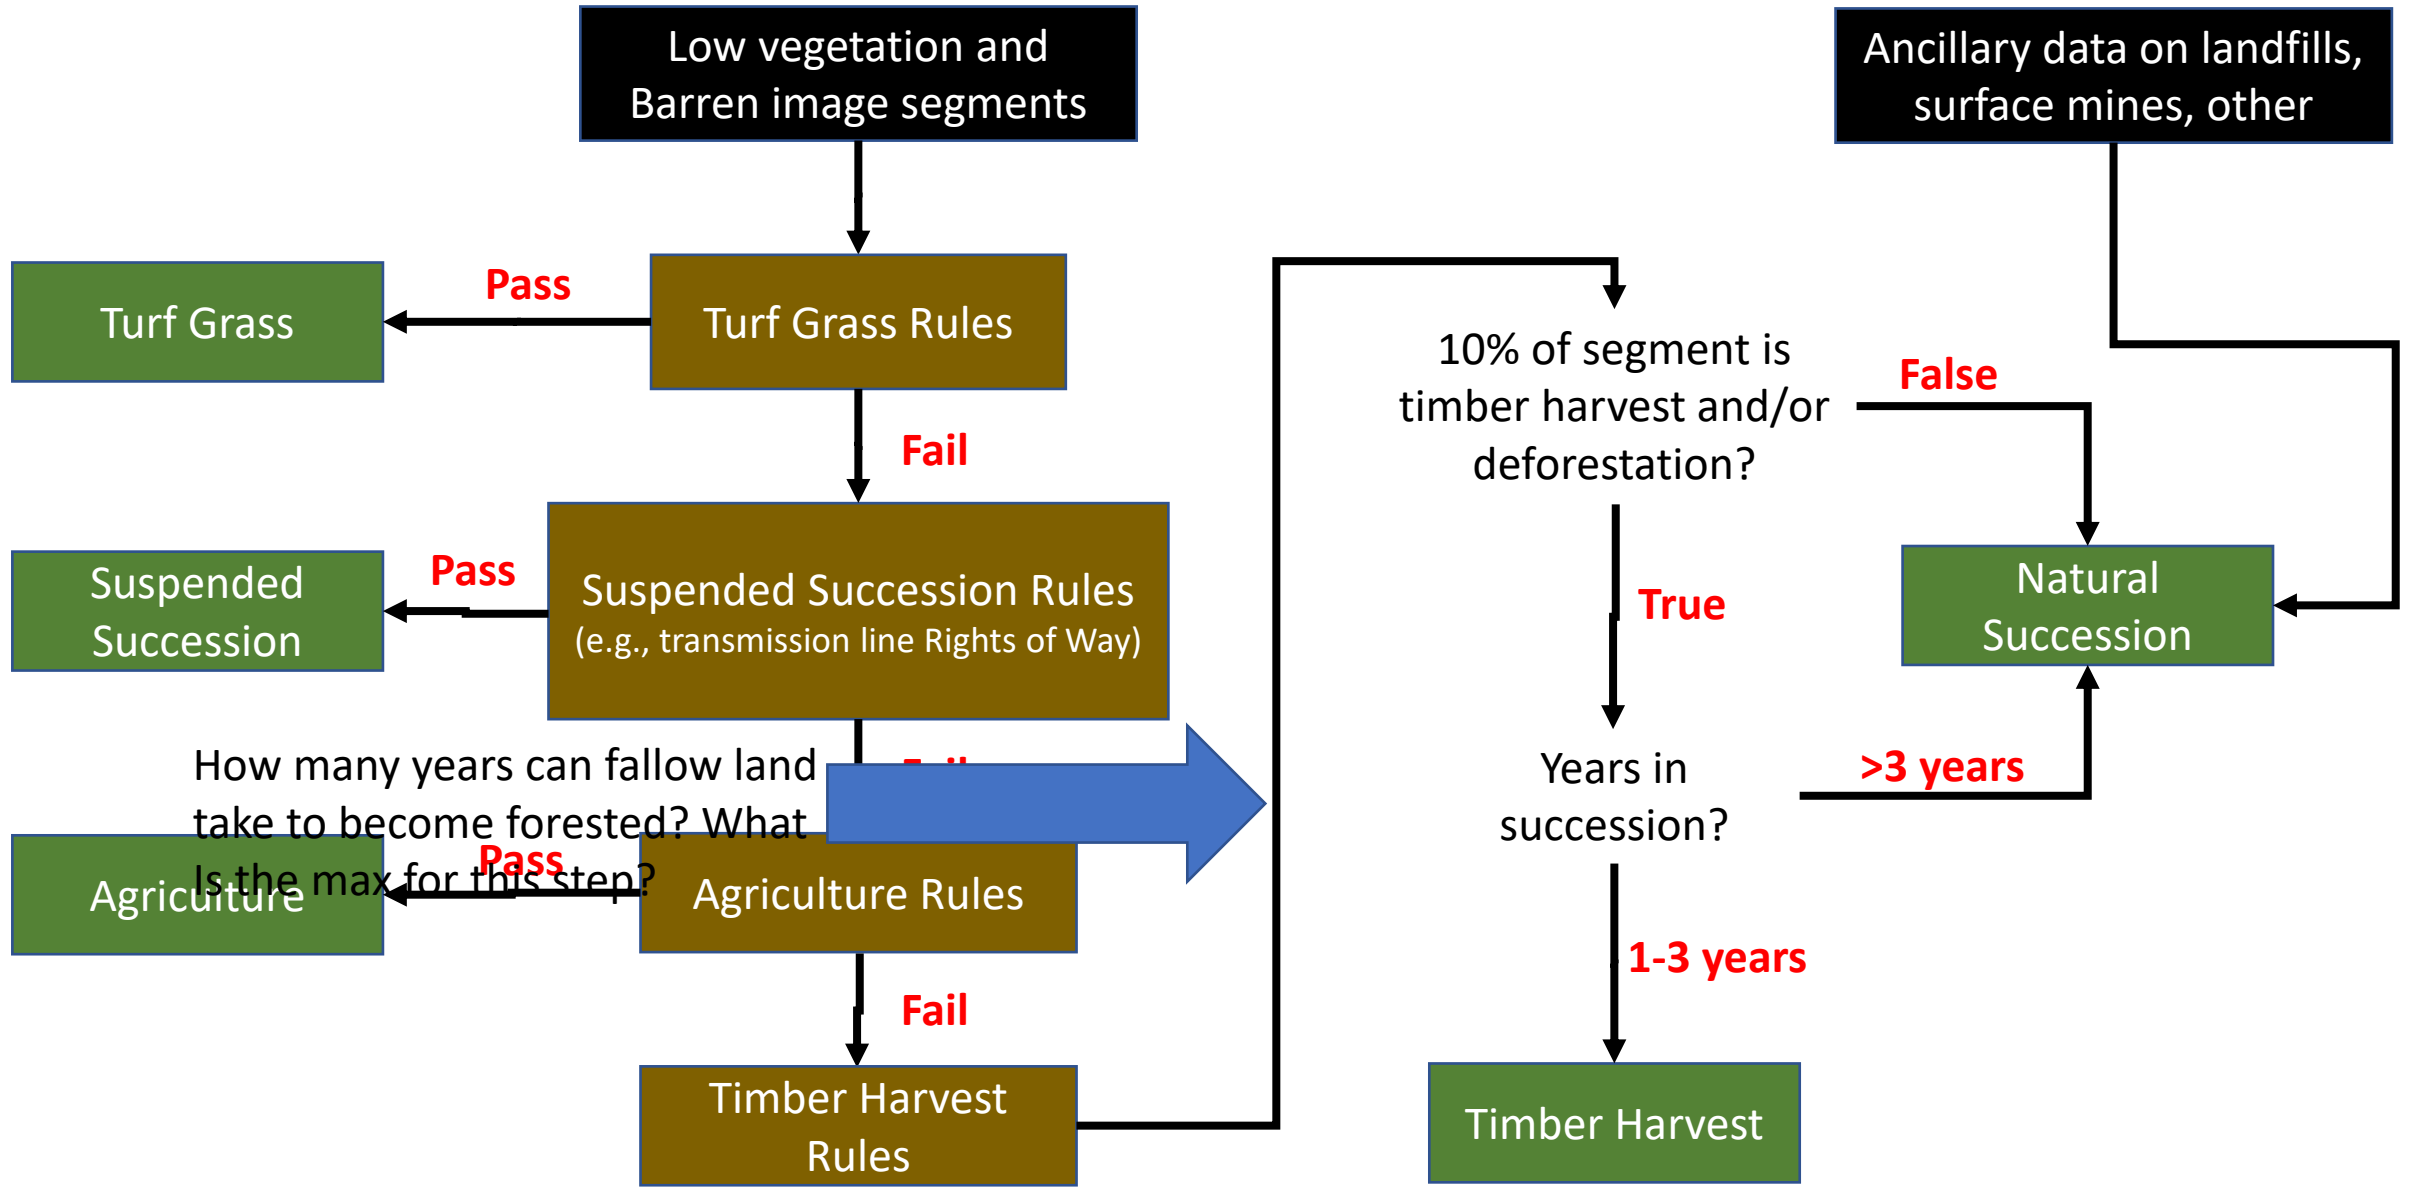 Low vegetation and
Barren image segments
Ancillary data on landfills,
surface mines, other
Turf Grass
Pass
Turf Grass Rules
Fail
10% of segment is
timber harvest and/or
deforestation?
False
Suspended
Succession
Pass
Suspended Succession Rules
(e.g., transmission line Rights of Way)
True
Natural
Succession
How many years can fallow land
take to become forested? What
Is the max for this step?
Years in
succession?
>3 years
Agriculture
Pass
Agriculture Rules
Fail
1-3 years
Timber Harvest
Rules
Timber Harvest